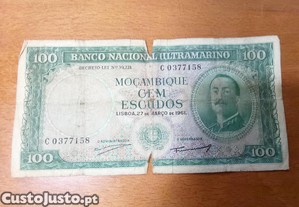 100 BANCO NACIONAL ULTRAMARINO 100
C 0377158
MOÇAMBIQUE
CEM
ESCUDOS
LISBOA, 27 DE MARÇO DE 1961
C 0377158
100 100
CustoJusto.pt